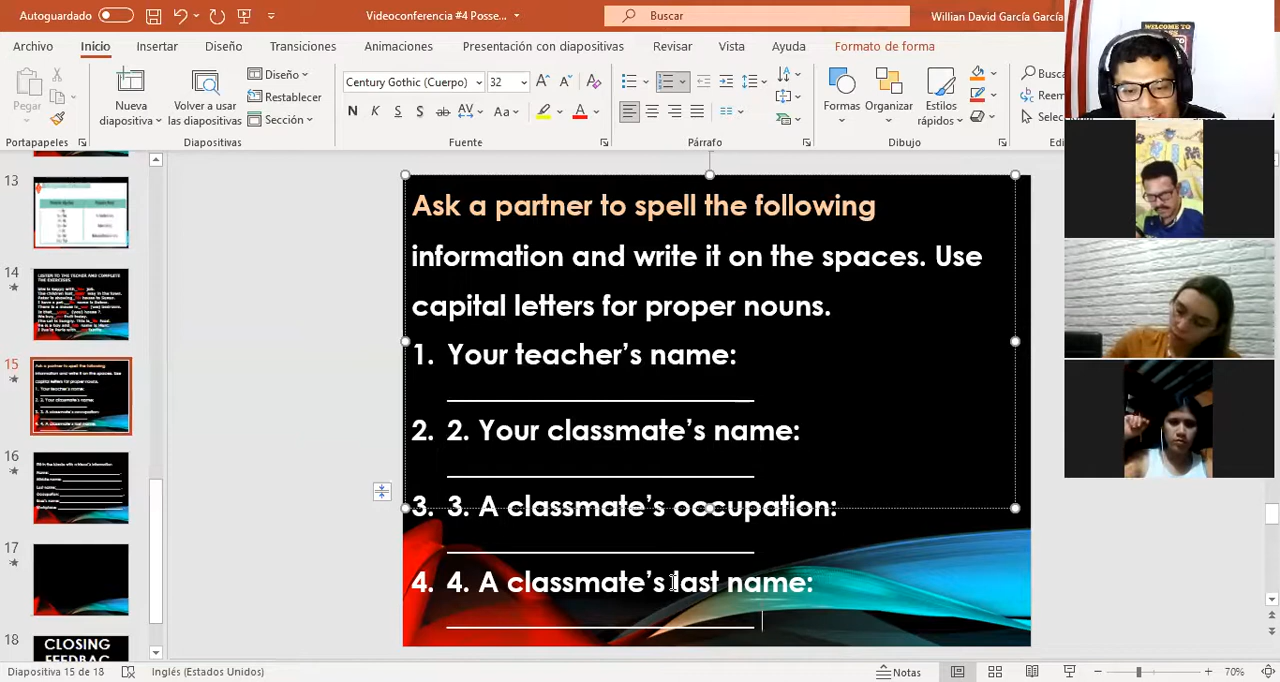 Autoguardado
Videoconferencia #4 Posse...
Buscar
Willian David García García
WELCOME TO
Archivo
Inicio
Insertar
Diseño
Transiciones
Animaciones
Presentación con diapositivas
Revisar
Vista
Ayuda
Formato de forma
Pegar
Nueva
diapositiva
Volver a usar
las diapositivas
Diseño
Restablecer
Sección
Century Gothic (Cuerpo)
32
N K S S ab AV Aa A
Formas
Organizar
Estilos
rápidos
Busca
Reem
Selec
Portapapeles
Diapositivas
Fuente
Párrafo
Dibujo
13
14
15
16
17
18
CLOSING
FEEDBAC
Ask a partner to spell the following
information and write it on the spaces. Use
capital letters for proper nouns.
1. Your teacher’s name:
2. 2. Your classmate’s name:
3. 3. A classmate’s occupation:
4. 4. A classmate’s last name:
Diapositiva 15 de 18
Inglés (Estados Unidos)
Notas
70%